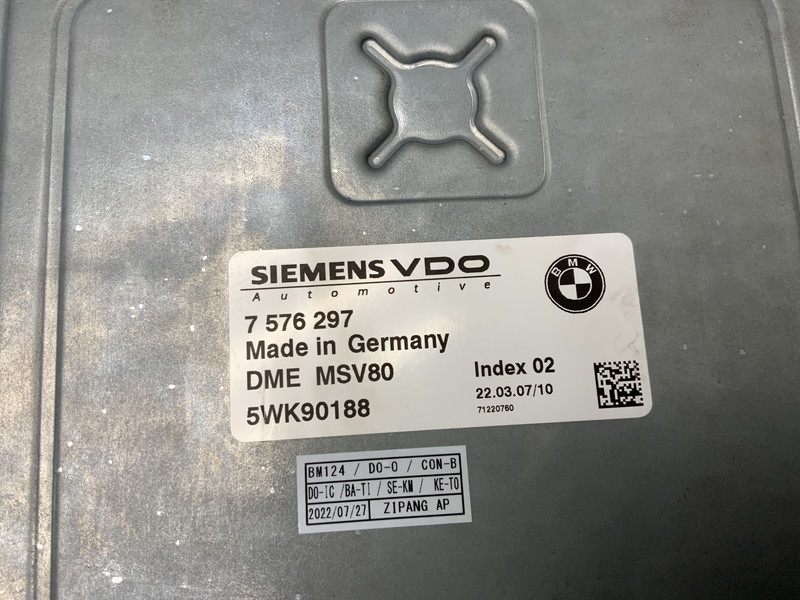 SIEMENS VDO
Automotive
BMW
7 576 297
Made in Germany
DME MSV80
Index 02
22.03.07/10
5WK90188
71220760
BM124 / DO-O / CON-B
DO-IC /BA-TI / SE-KM / KE-TO
2022/07/27 ZIPANG AP